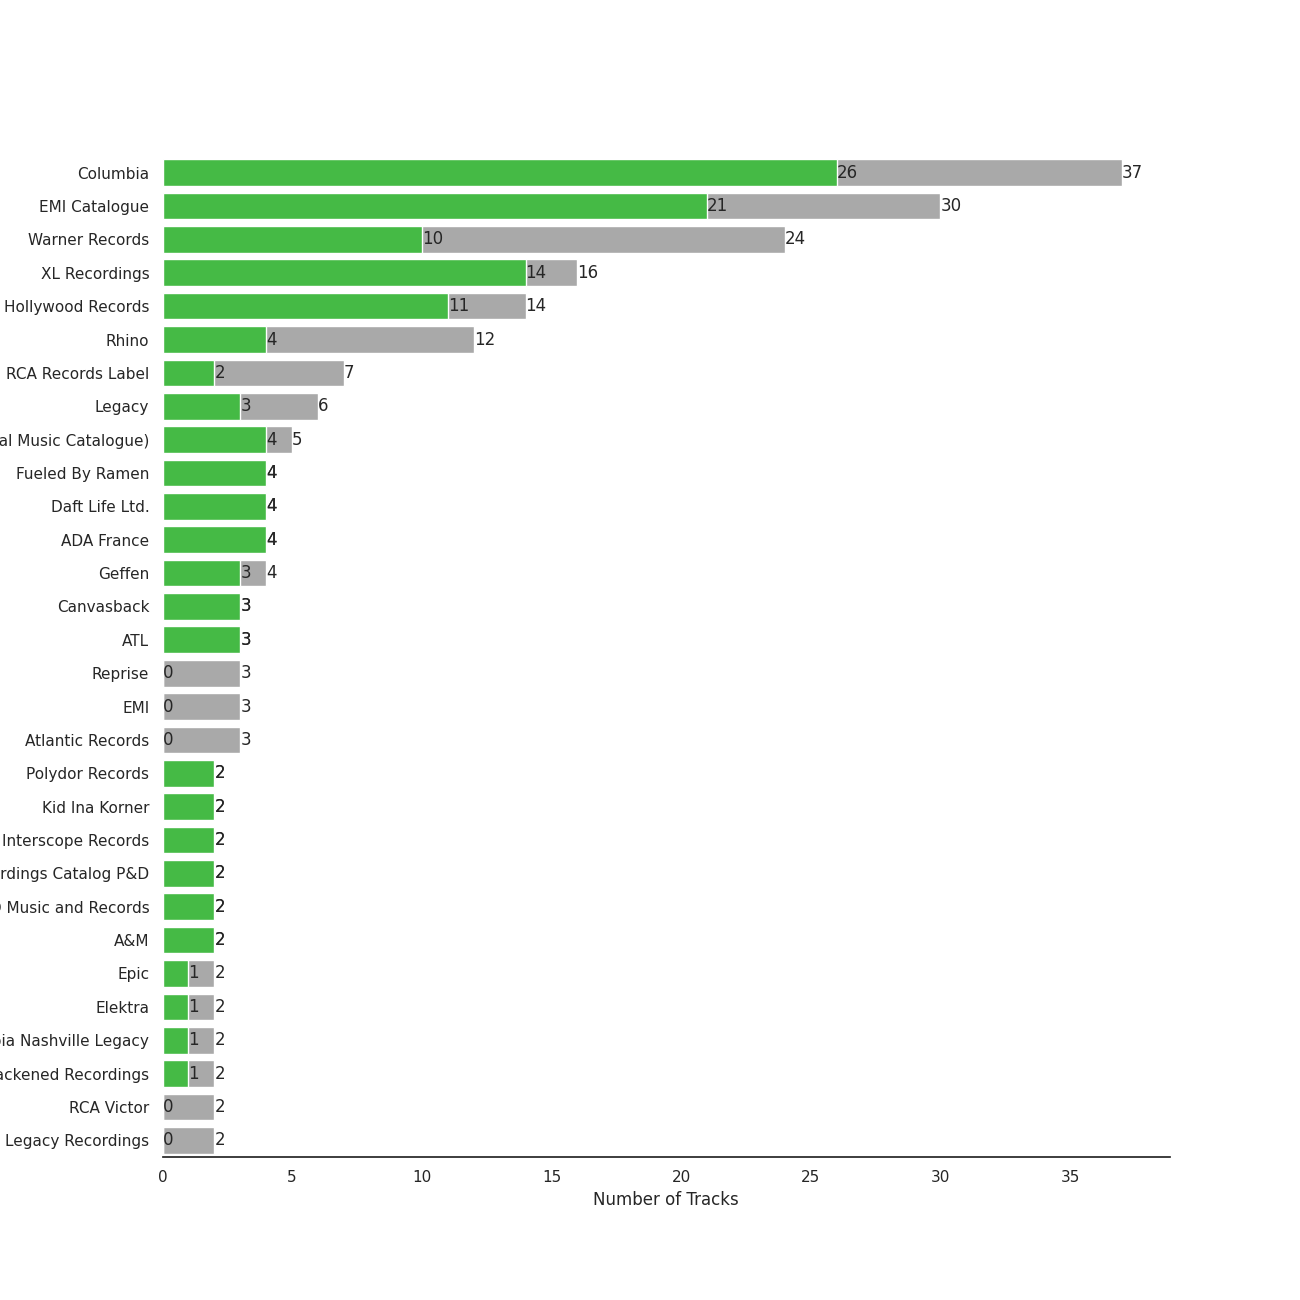 Columbia 26 37
EMI Catalogue 21 30
Warner Records 10 24
XL Recordings 14 16
Hollywood Records 11 14
Rhino 4 12
RCA Records Label 2 7
Legacy 3 6
Music Catalogue) 4 5
Fueled By Ramen 4
Daft Life Ltd. 4
ADA France 4
Geffen 3 4
Canvasback 3
ATL 3
Reprise 0 3
EMI 0 3
Atlantic Records 0 3
Polydor Records 2
Kid Ina Korner 2
Interscope Records 2
Catalog P&D 2
Music and Records 2
A&M 2
Epic 1 2
Elektra 1 2
Nashville Legacy 1 2
Recordings 1 2
RCA Victor 0 2
Legacy Recordings 0 2
0 5 10 15 20 25 30 35
Number of Tracks